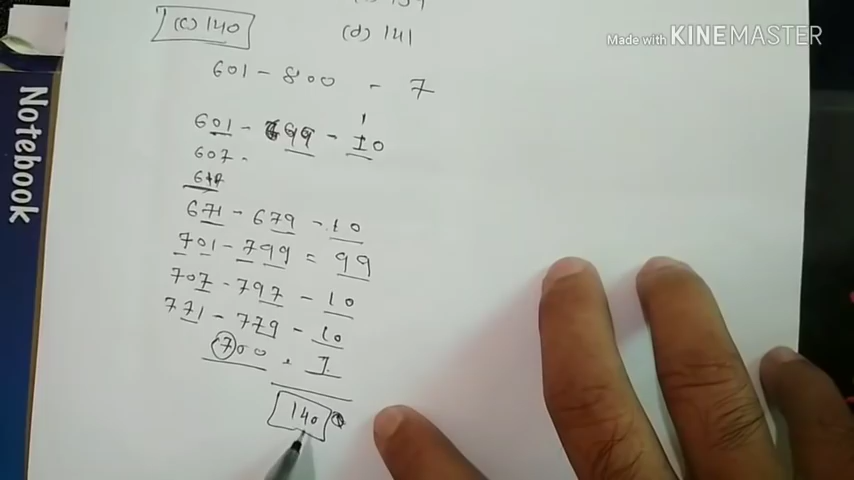 (c) 140
(d) 141
Made with KINEMASTER
601 - 800 - 7
601 - 699 - 10
607 -
671 - 679 - 10
701 - 799 = 99
707 - 797 - 10
771 - 779 - 10
700 . 1
140
Notebook